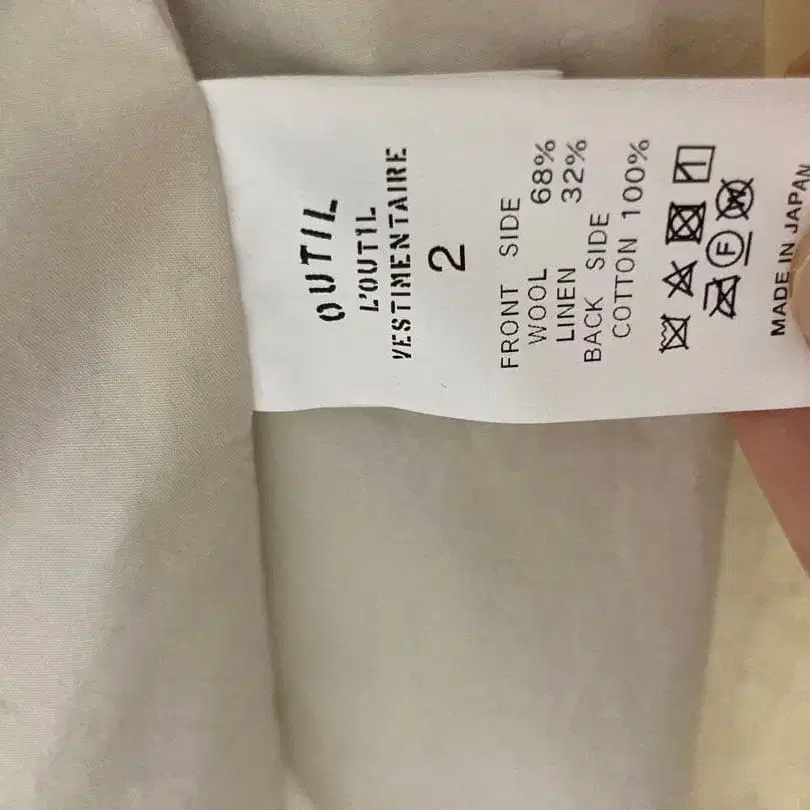 OUTIL
L'OUTIL
VESTIMENTAIRE
2
FRONT SIDE
WOOL 68%
LINEN 32%
BACK SIDE
COTTON 100%
F W
MADE IN JAPAN